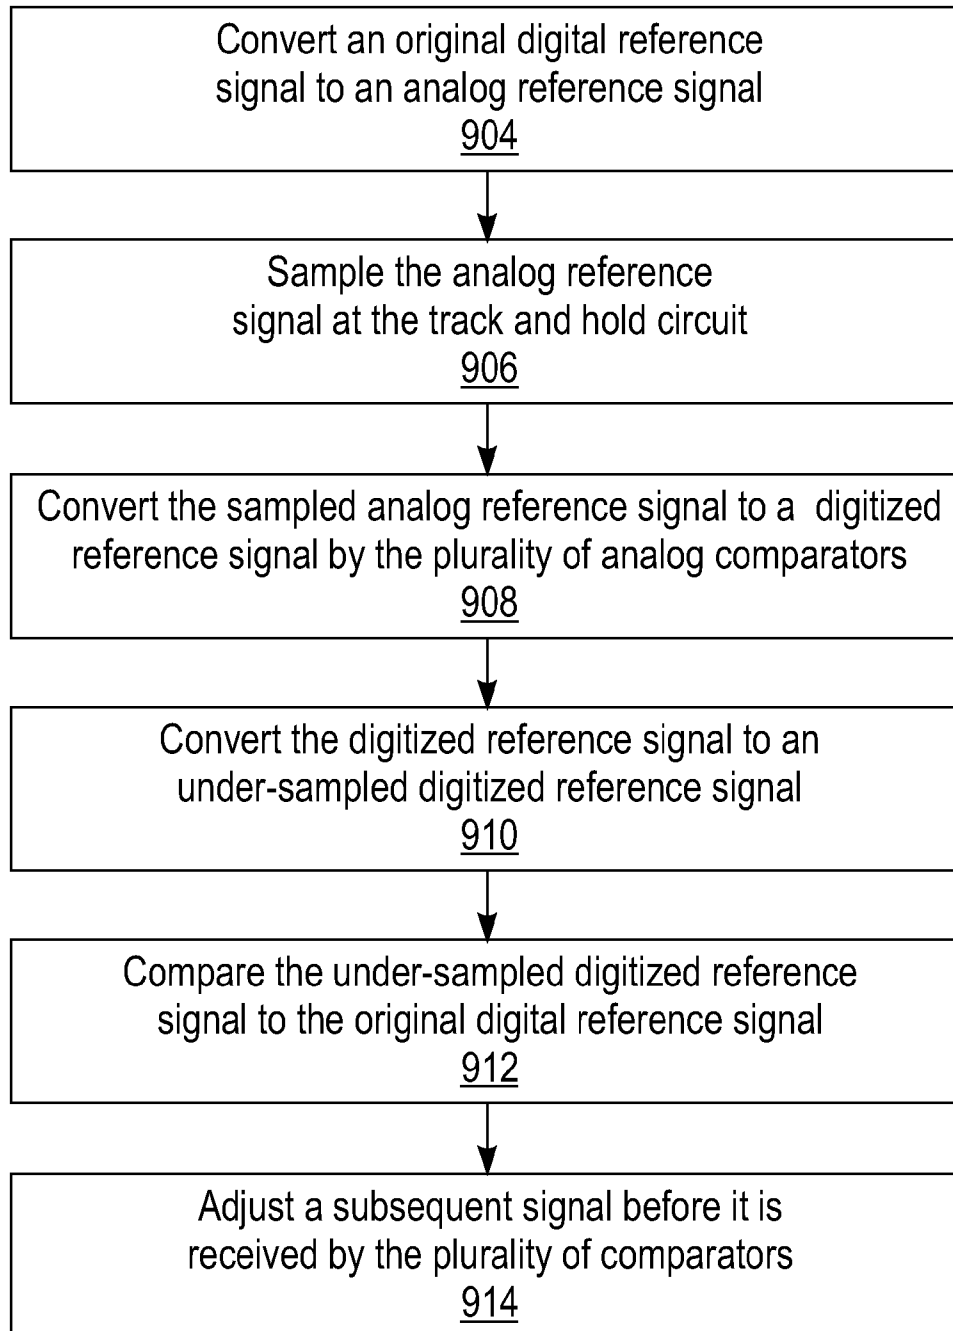 Convert an original digital reference
signal to an analog reference signal
904
Sample the analog reference
signal at the track and hold circuit
906
Convert the sampled analog reference signal to a  digitized
reference signal by the plurality of analog comparators
908
Convert the digitized reference signal to an
under-sampled digitized reference signal
910
Compare the under-sampled digitized reference
signal to the original digital reference signal
912
Adjust a subsequent signal before it is
received by the plurality of comparators
914